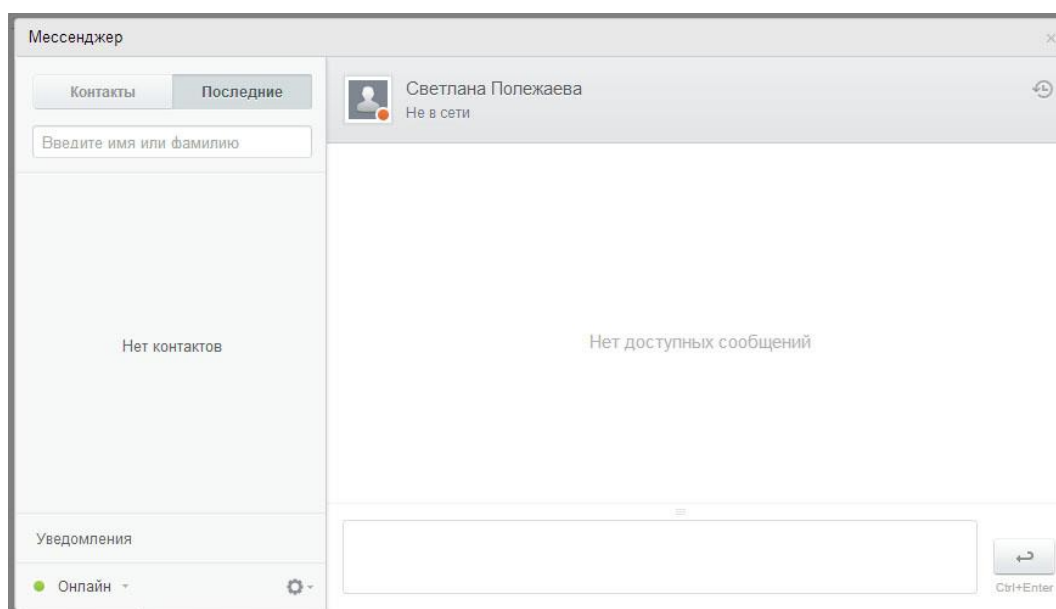 Мессенджер
Контакты
Последние
Введите имя или фамилию
Нет контактов
Уведомления
Онлайн
Светлана Полежаева
Не в сети
Нет доступных сообщений
Ctrl+Enter